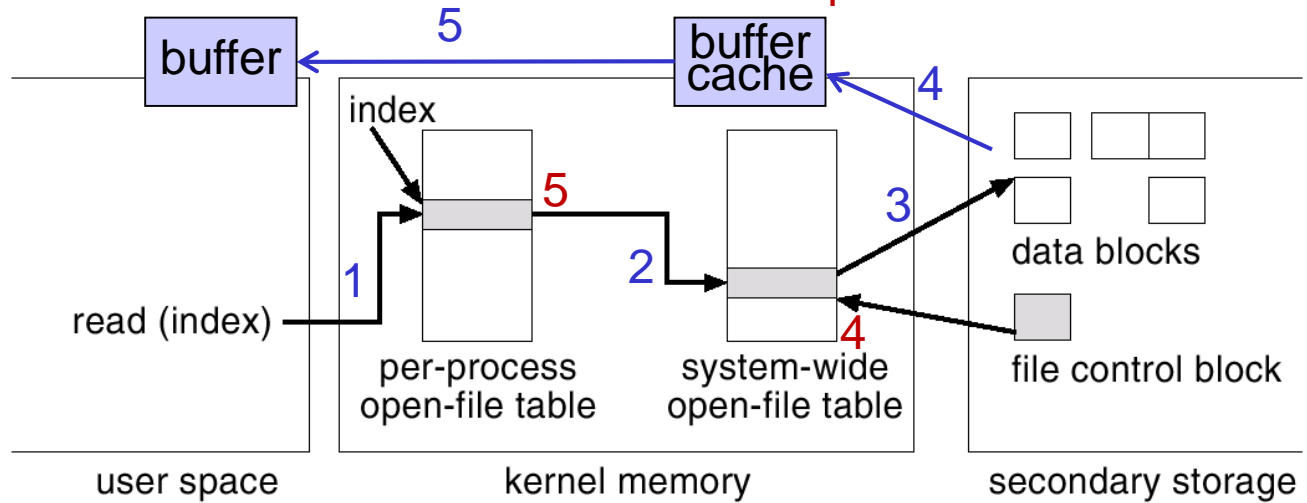 5
buffer
buffer
cache
4
index
5
3
1
2
data blocks
read (index)
4
per-process
open-file table
system-wide
open-file table
file control block
user space
kernel memory
secondary storage